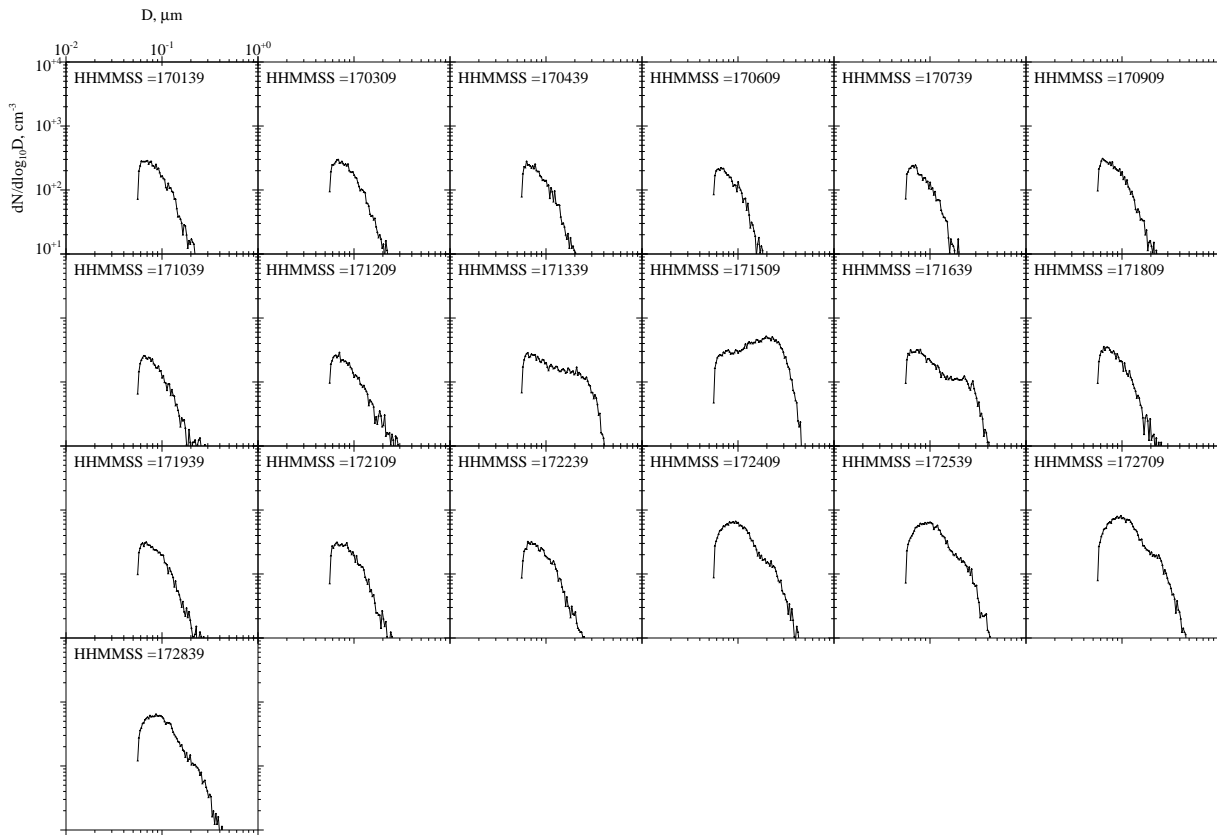 D, μm
10⁻² 10⁻¹ 10⁺⁰
10⁺⁴
10⁺³
10⁺²
10⁺¹
dN/dlog₁₀D, cm⁻³
HHMMSS =170139 HHMMSS =170309 HHMMSS =170439 HHMMSS =170609 HHMMSS =170739 HHMMSS =170909
HHMMSS =171039 HHMMSS =171209 HHMMSS =171339 HHMMSS =171509 HHMMSS =171639 HHMMSS =171809
HHMMSS =171939 HHMMSS =172109 HHMMSS =172239 HHMMSS =172409 HHMMSS =172539 HHMMSS =172709
HHMMSS =172839